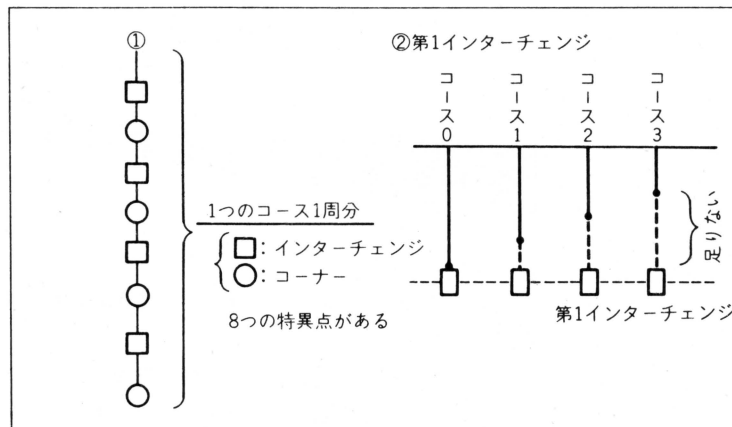 ①
1つのコース1周分
□：インターチェンジ
○：コーナー
8つの特異点がある
②第1インターチェンジ
コース0
コース1
コース2
コース3
足りない
第1インターチェンジ